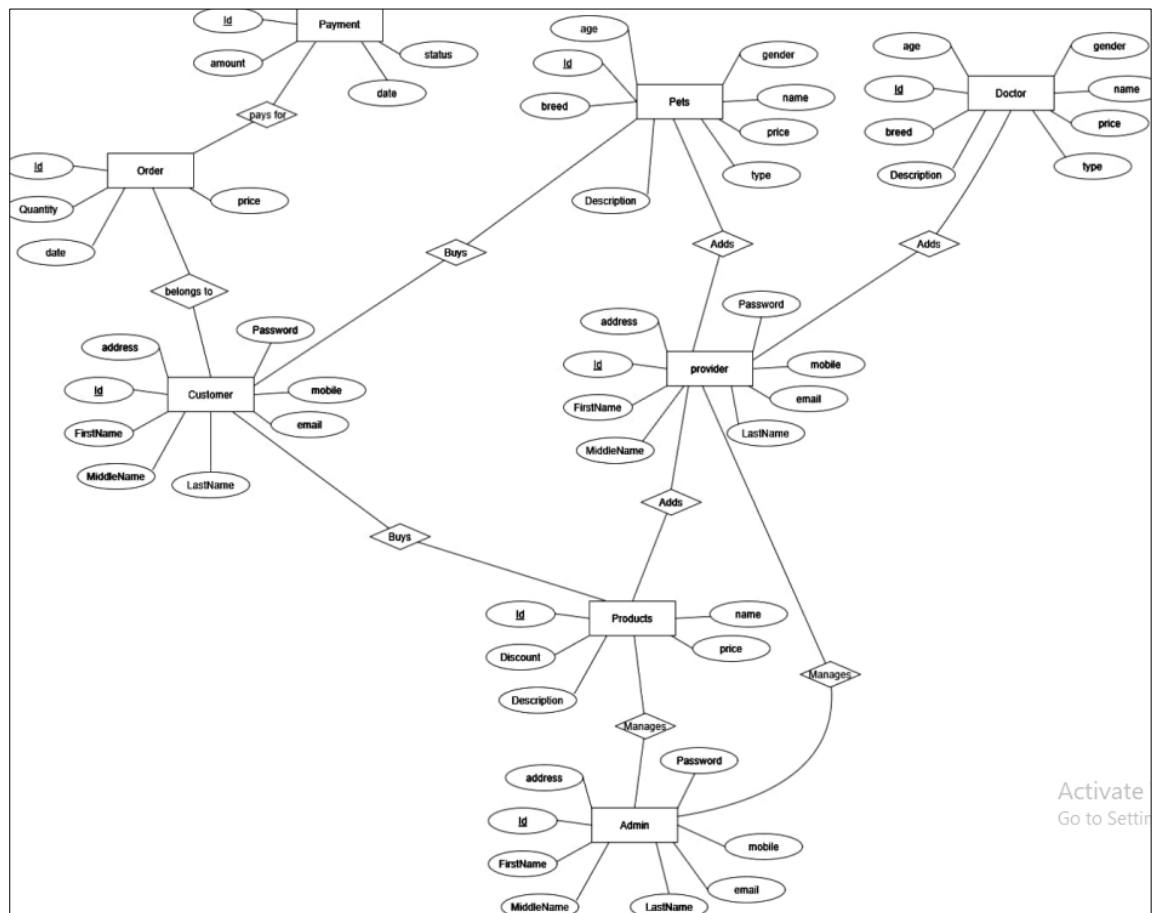 Id
Payment
amount
status
date
pays for
Id
Order
Quantity
price
date
belongs to
age
Id
breed
Pets
gender
name
price
type
Description
age
Id
breed
Doctor
gender
name
price
type
Description
Buys
Adds
Adds
address
Password
Id
Customer
mobile
FirstName
email
MiddleName
LastName
address
Password
Id
provider
mobile
FirstName
email
MiddleName
LastName
Adds
Buys
Id
Products
name
Discount
price
Description
Manages
Manages
address
Password
Id
Admin
mobile
FirstName
email
MiddleName
LastName
Activate
Go to Settin